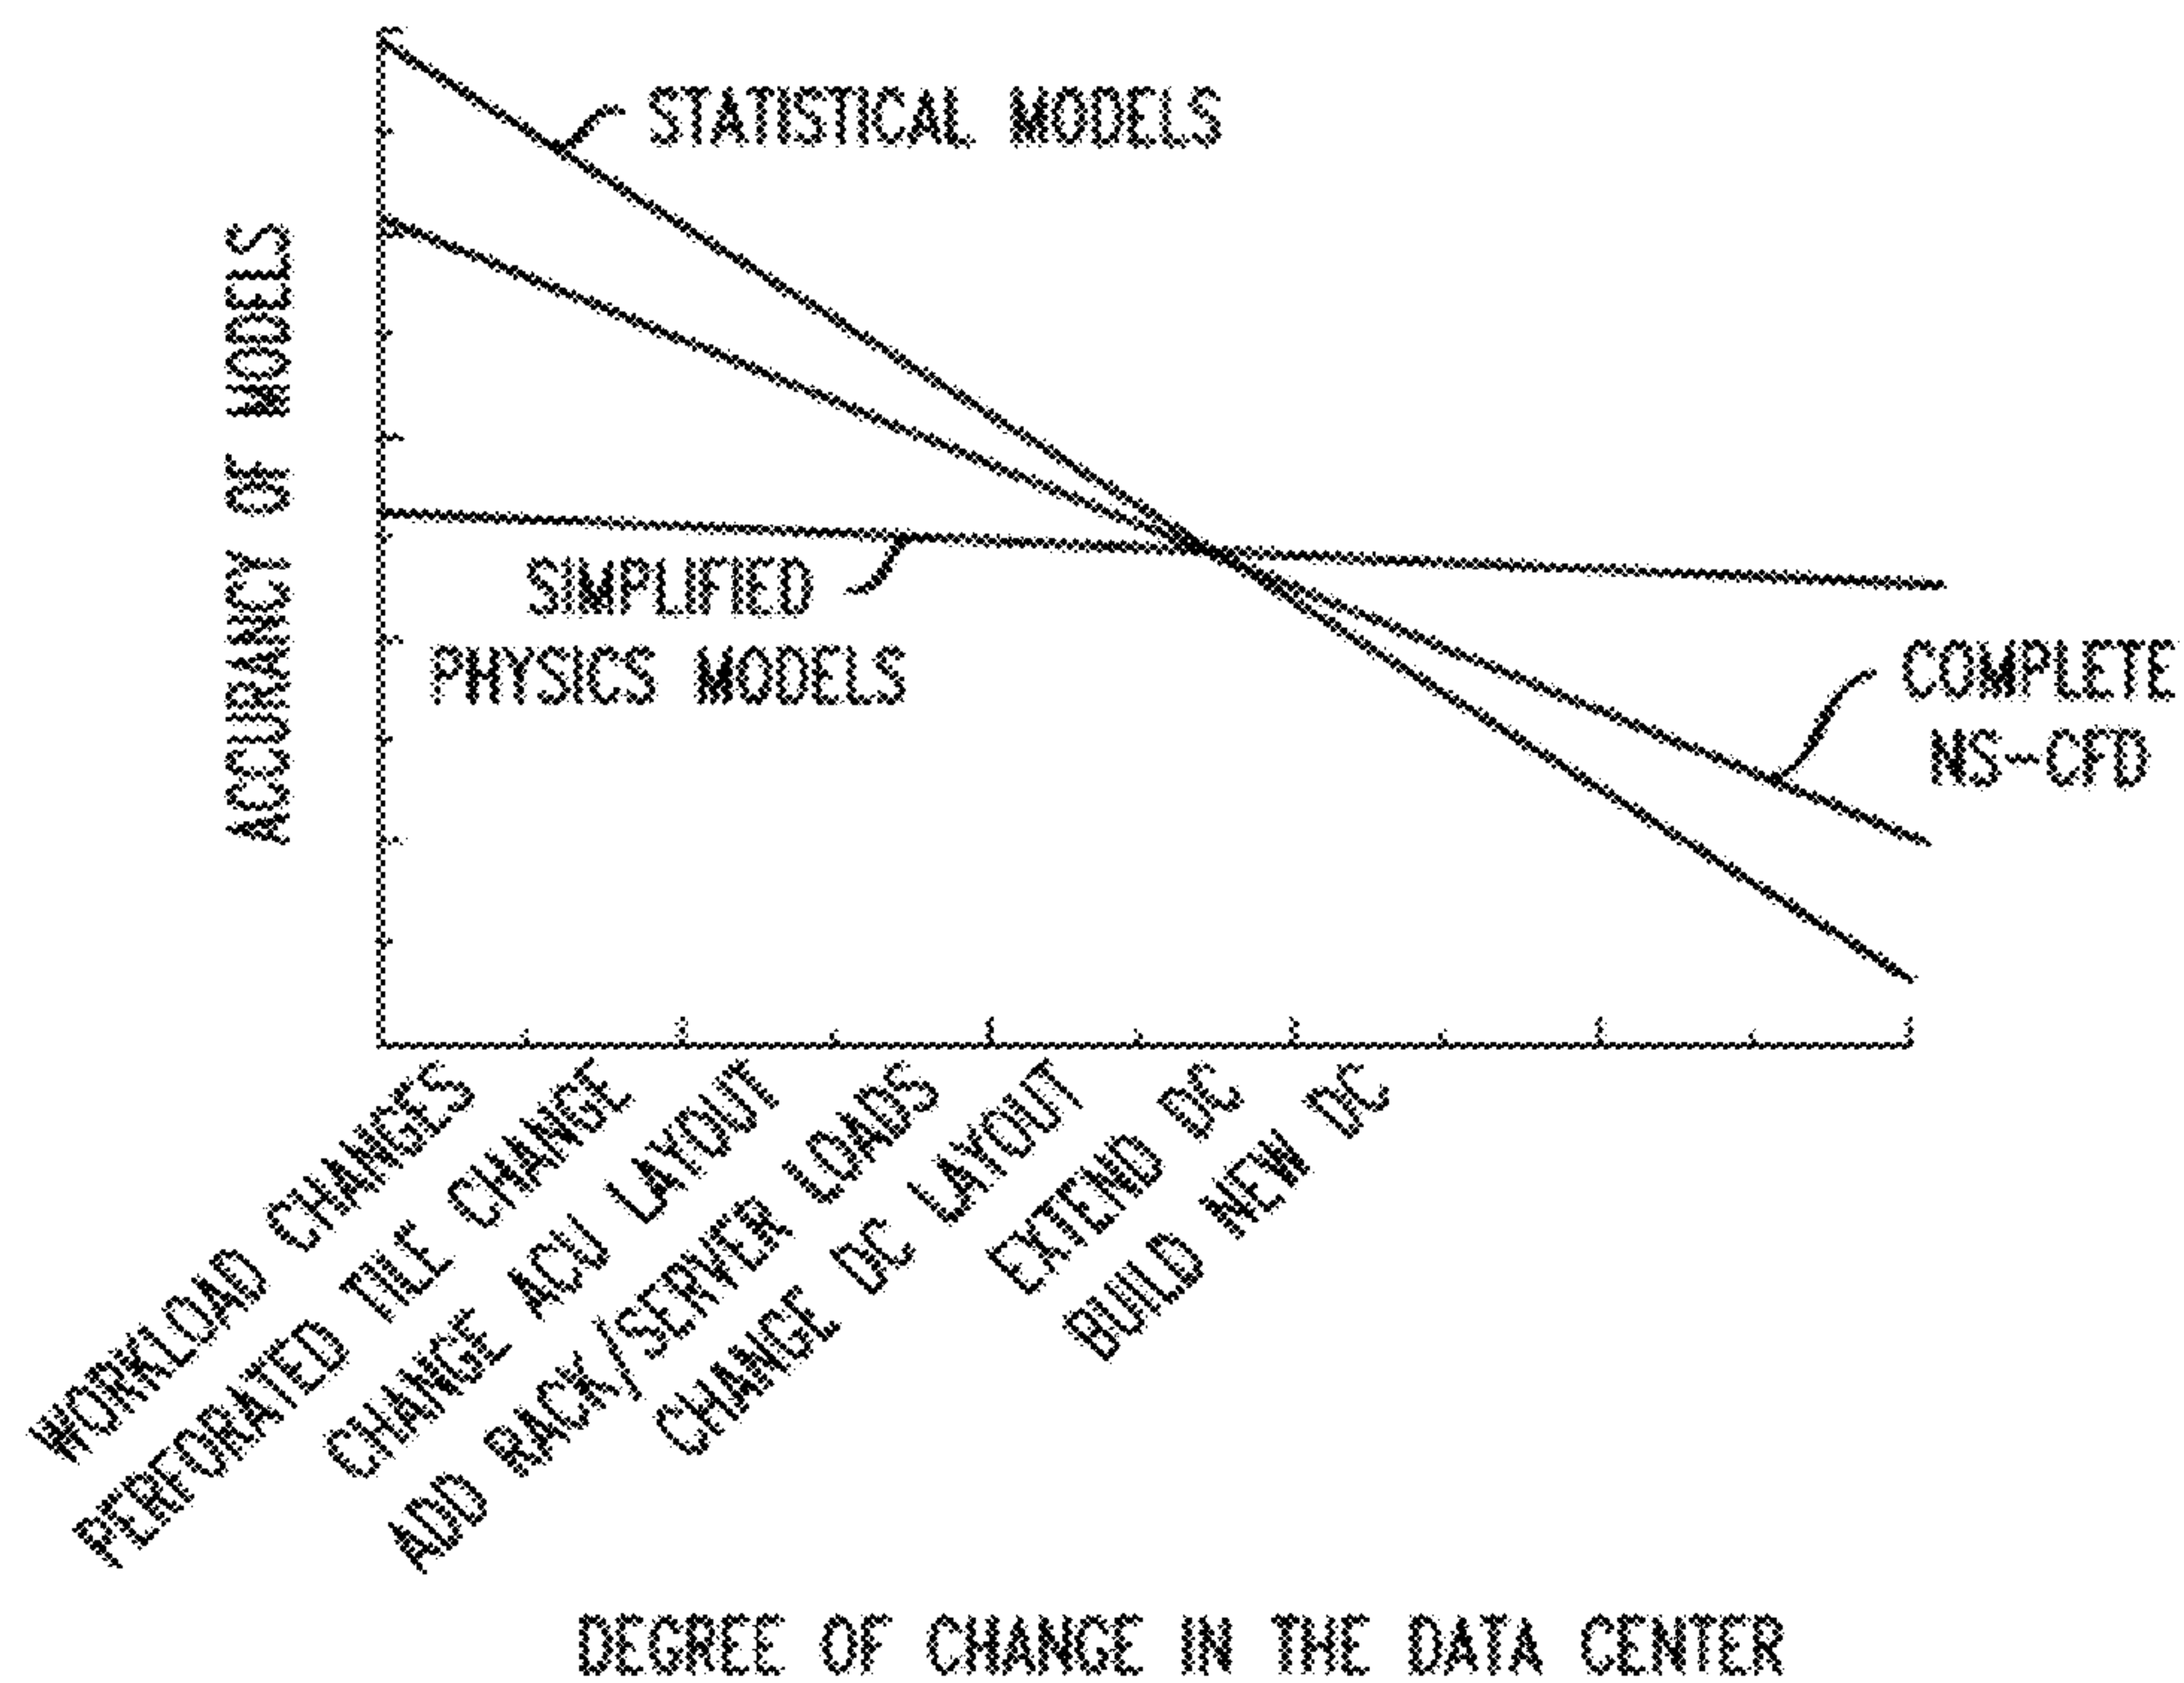 STATISTICAL MODELS
ACCURANCY OF MODELS
SIMPLIFIED
PHYSICS MODELS
COMPLETE
NS-CFD
WORKLOAD CHANGES
PERFORATED TILE CHANGE
CHANGE ACU LAYOUT
ADD RACK/SERVER LOADS
CHANGE DC LAYOUT
EXTEND DC
BUILD NEW DC
DEGREE OF CHANGE IN THE DATA CENTER